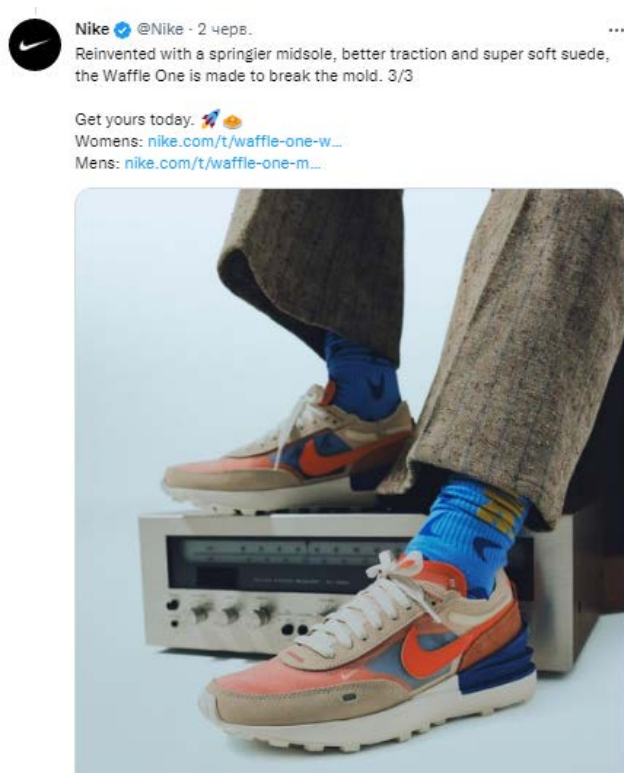 Nike @Nike · 2 черв.
Reinvented with a springier midsole, better traction and super soft suede,
the Waffle One is made to break the mold. 3/3
Get yours today. 🚀🧇
Womens: nike.com/t/waffle-one-w...
Mens: nike.com/t/waffle-one-m...